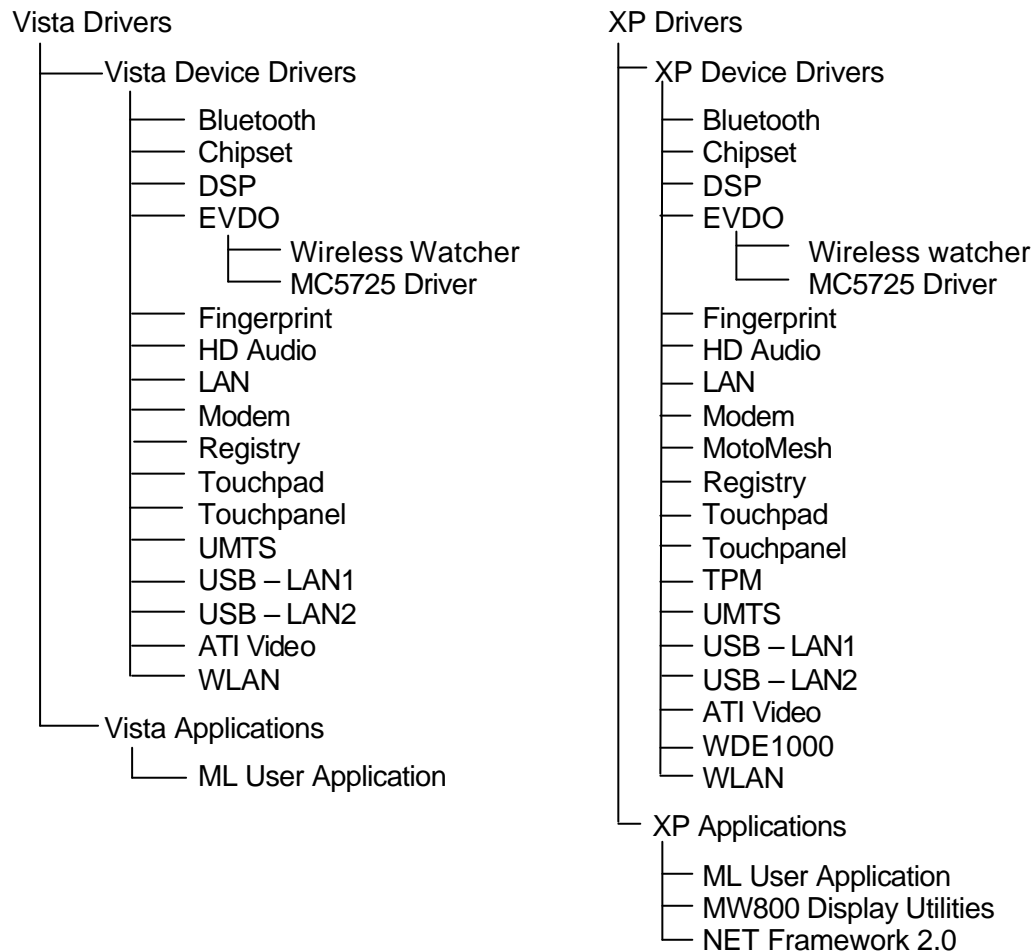 Vista Drivers
Vista Device Drivers
Bluetooth
Chipset
DSP
EVDO
Wireless Watcher
MC5725 Driver
Fingerprint
HD Audio
LAN
Modem
Registry
Touchpad
Touchpanel
UMTS
USB – LAN1
USB – LAN2
ATI Video
WLAN
Vista Applications
ML User Application
XP Drivers
XP Device Drivers
Bluetooth
Chipset
DSP
EVDO
Wireless watcher
MC5725 Driver
Fingerprint
HD Audio
LAN
Modem
MotoMesh
Registry
Touchpad
Touchpanel
TPM
UMTS
USB – LAN1
USB – LAN2
ATI Video
WDE1000
WLAN
XP Applications
ML User Application
MW800 Display Utilities
NET Framework 2.0